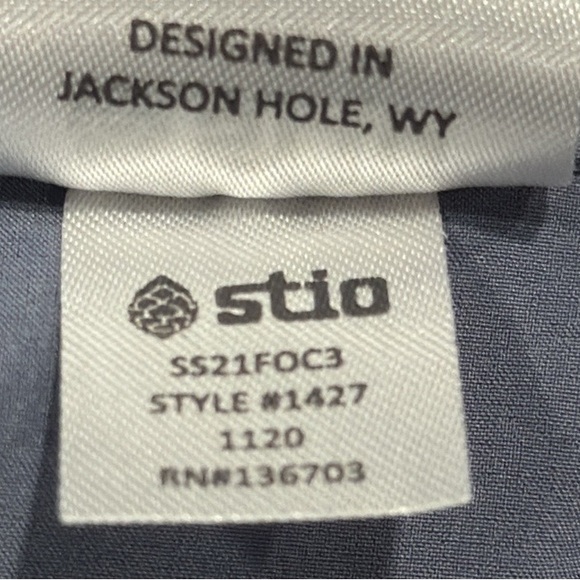 DESIGNED IN
JACKSON HOLE, WY
stio
SS21FOC3
STYLE #1427
1120
RN#136703